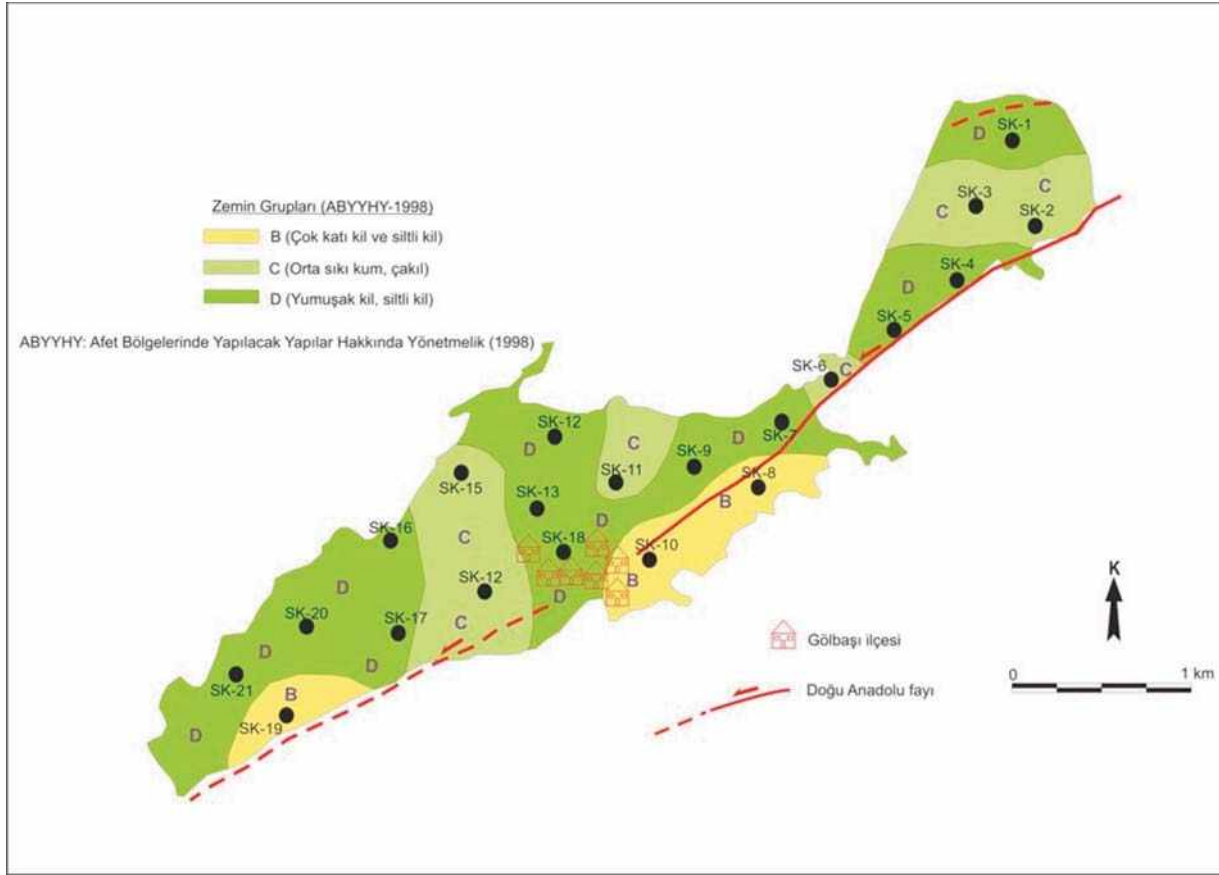 SK-1
D
C
SK-3
C
SK-2
Zemin Grupları (ABYYHY-1998)
B (Çok katı kil ve siltli kil)
C (Orta sıkı kum, çakıl)
D (Yumuşak kil, siltli kil)
ABYYHY: Afet Bölgelerinde Yapılacak Yapılar Hakkında Yönetmelik (1998)
SK-4
D
SK-5
SK-6
C
SK-12
D
C
D
SK-7
SK-9
SK-11
SK-15
SK-8
B
SK-13
D
SK-16
C
SK-18
SK-10
B
D
SK-12
D
C
SK-20
SK-17
D
D
SK-21
B
SK-19
D
K
Gölbaşı ilçesi
0
1 km
Doğu Anadolu fayı